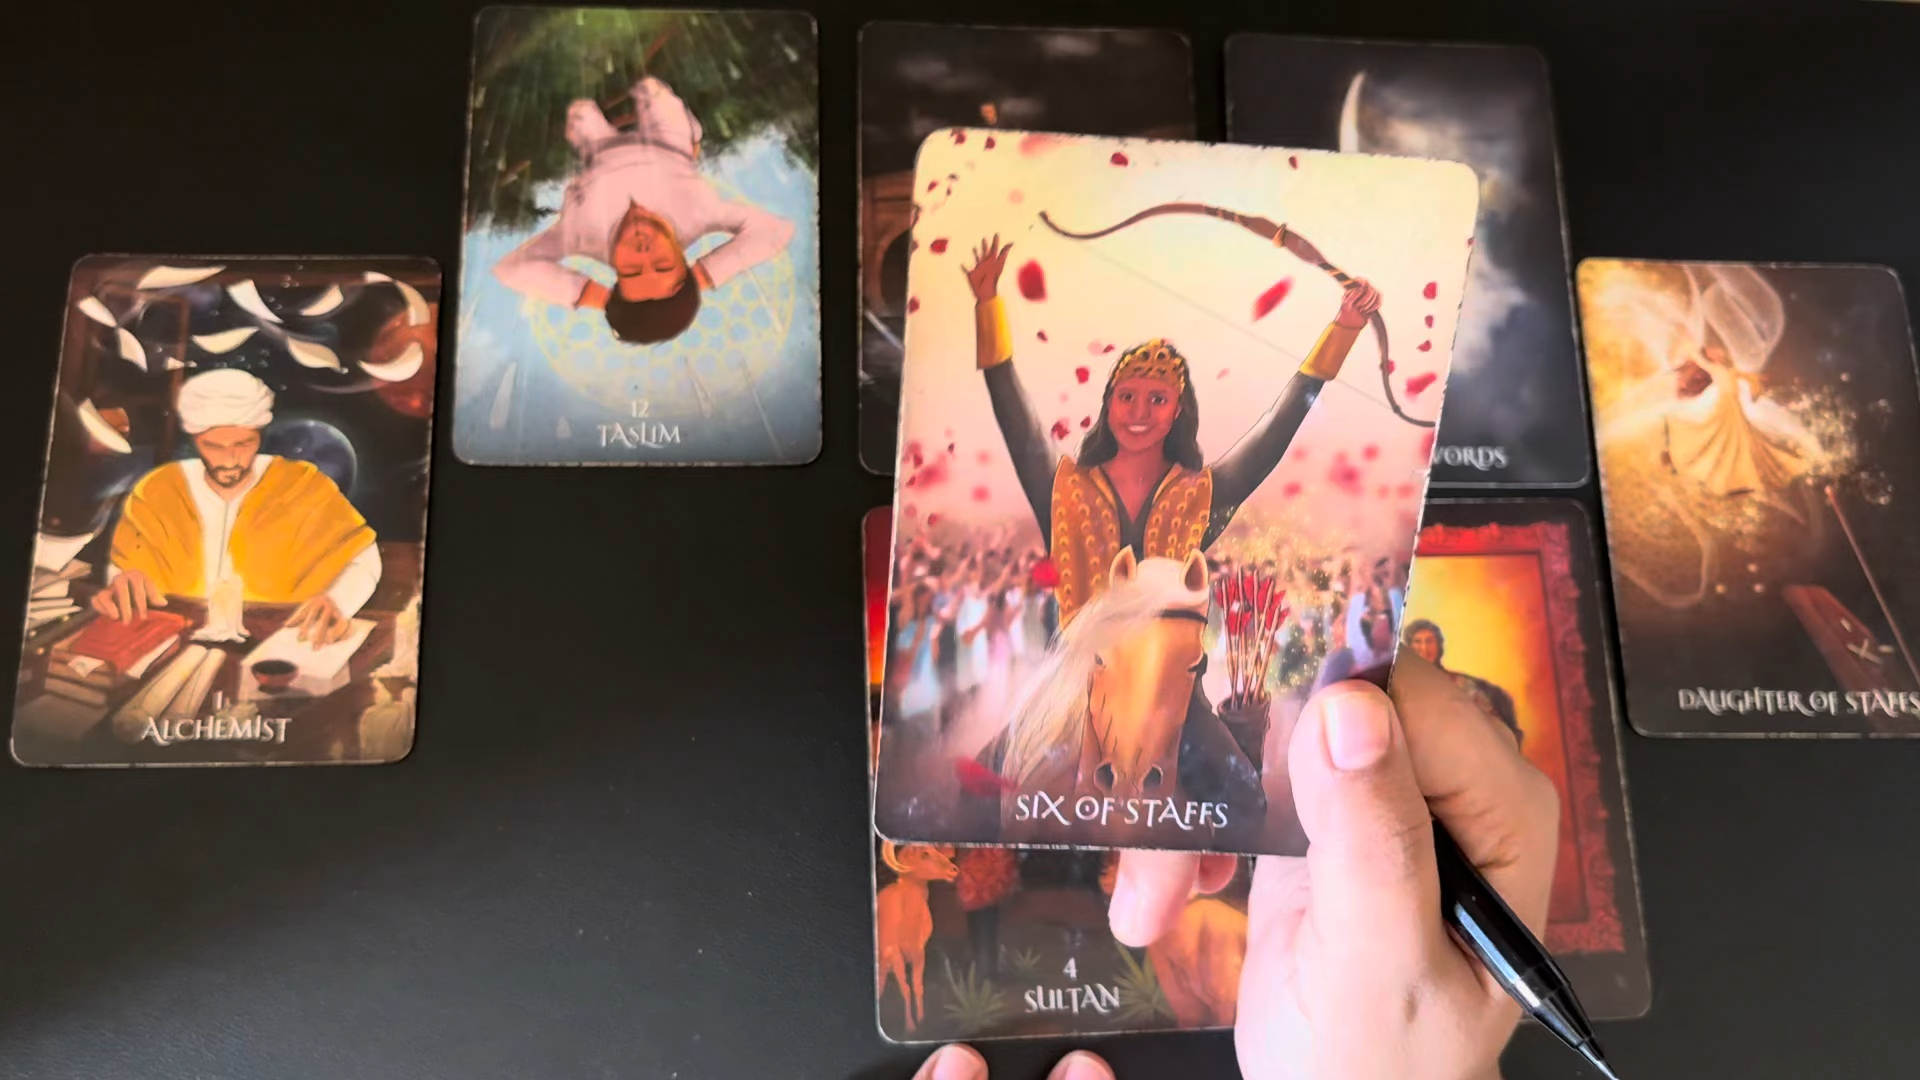 12
TASLIM
WORDS
1
ALCHEMIST
DAUGHTER OF STAFFS
SIX OF STAFFS
4
SULTAN